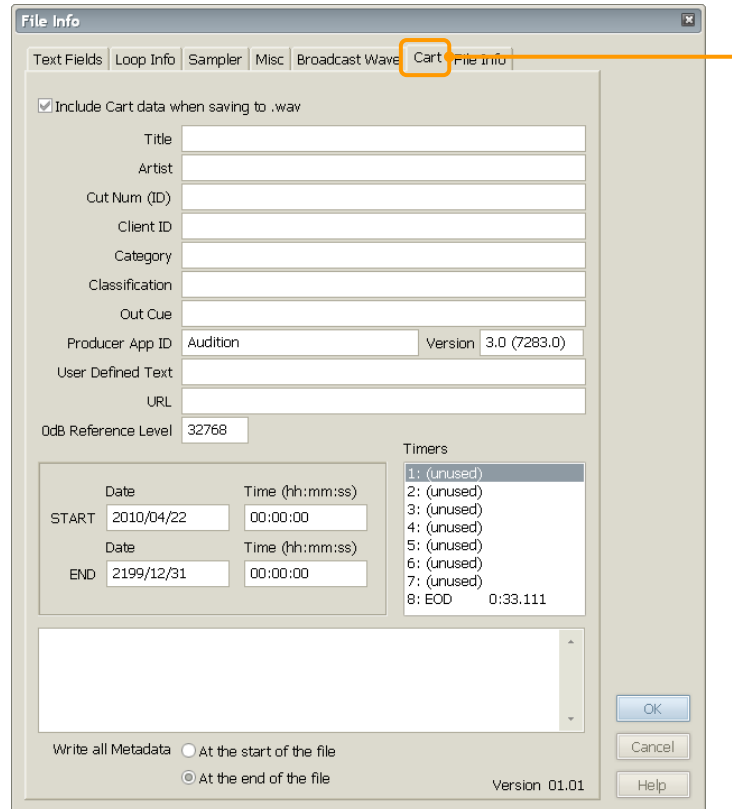 File Info
Text Fields Loop Info Sampler Misc Broadcast Wave Cart File Info
Include Cart data when saving to .wav
Title
Artist
Cut Num (ID)
Client ID
Category
Classification
Out Cue
Producer App ID Audition Version 3.0 (7283.0)
User Defined Text
URL
0dB Reference Level 32768
Timers
1: (unused)
2: (unused)
3: (unused)
4: (unused)
5: (unused)
6: (unused)
7: (unused)
8: EOD 0:33.111
Date Time (hh:mm:ss)
START 2010/04/22 00:00:00
Date Time (hh:mm:ss)
END 2199/12/31 00:00:00
Write all Metadata At the start of the file
At the end of the file
Version 01.01
OK
Cancel
Help